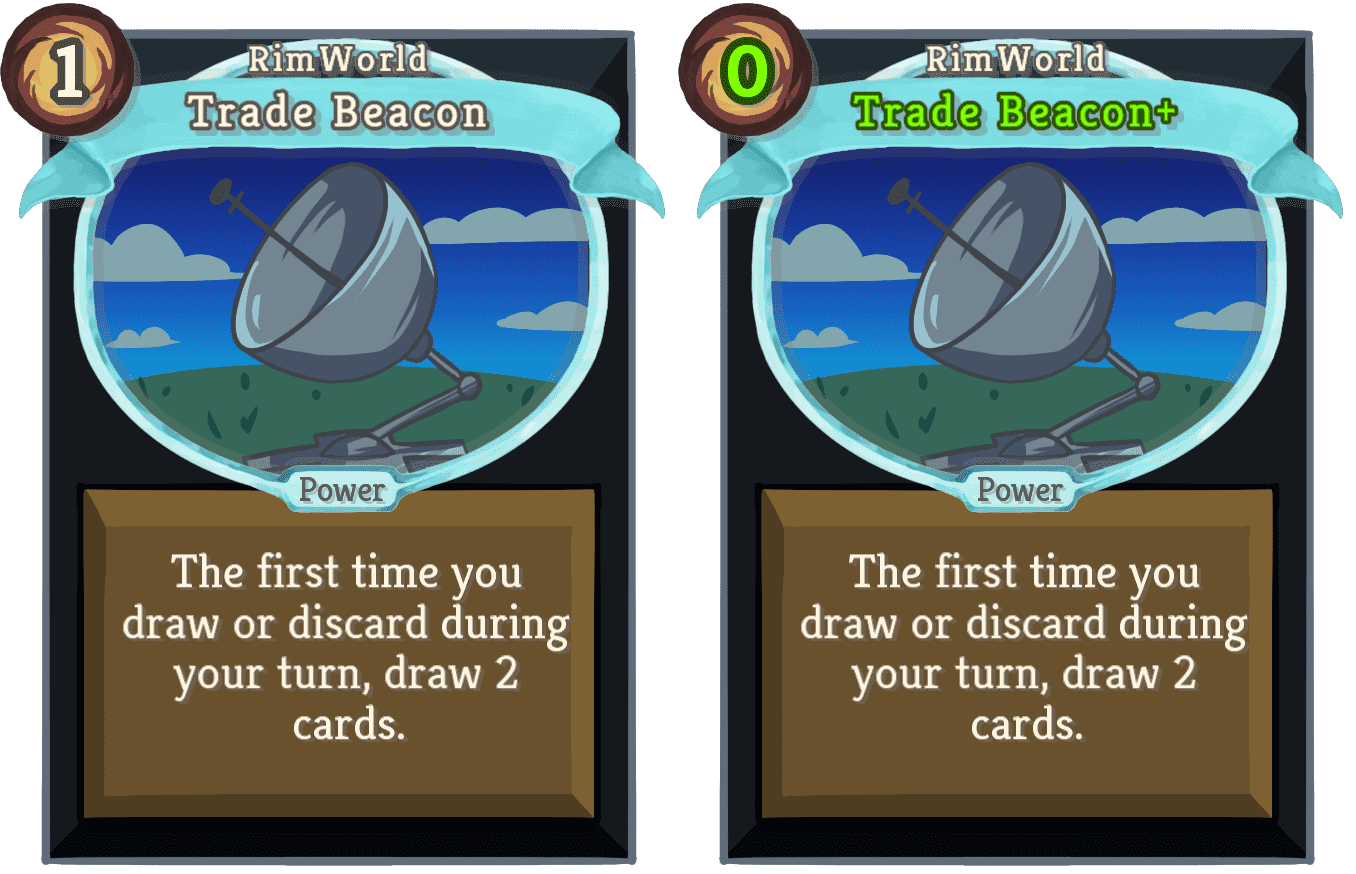 1
RimWorld
Trade Beacon
Power
The first time you
draw or discard during
your turn, draw 2
cards.
0
RimWorld
Trade Beacon+
Power
The first time you
draw or discard during
your turn, draw 2
cards.